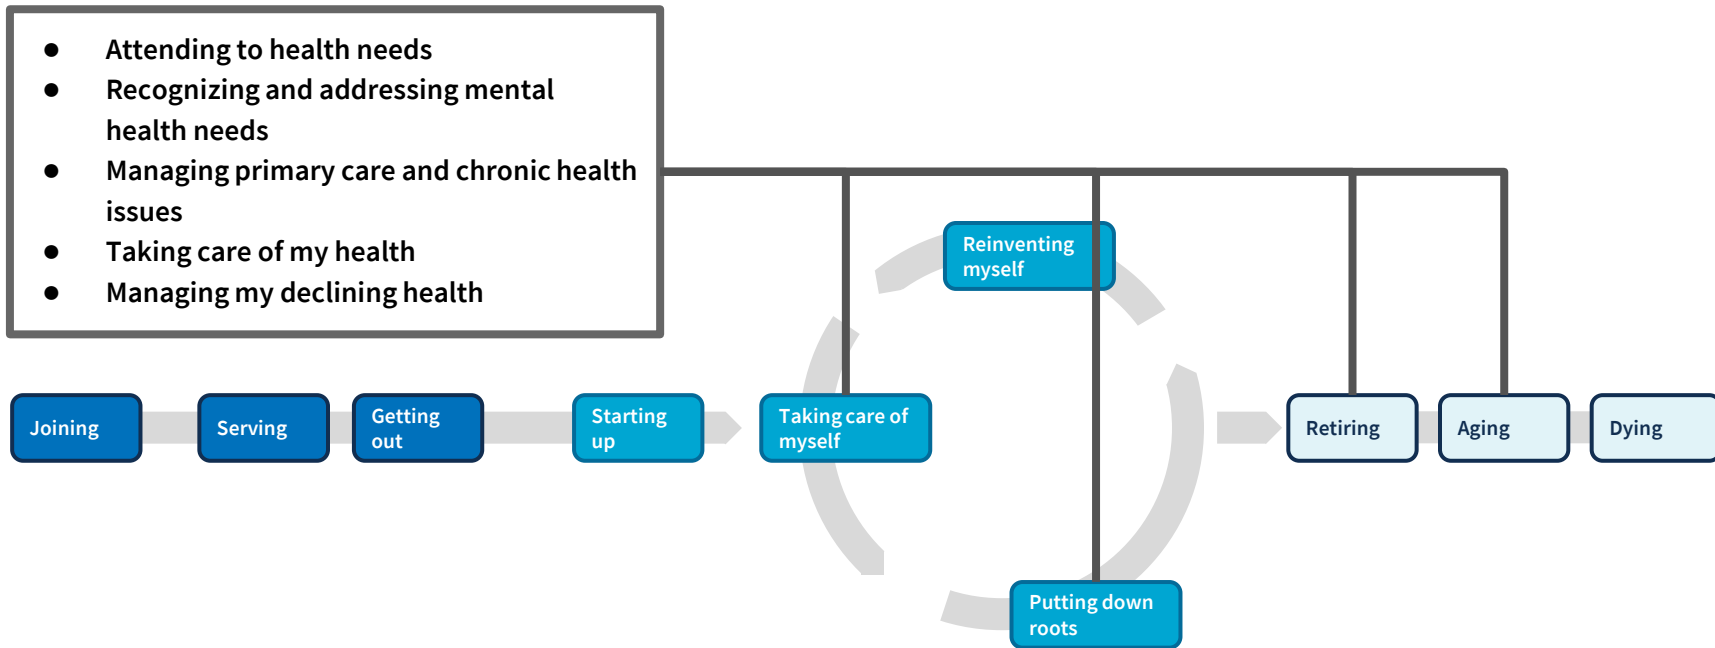 ● Attending to health needs
● Recognizing and addressing mental
health needs
● Managing primary care and chronic health
issues
● Taking care of my health
● Managing my declining health
Reinventing
myself
Joining
Serving
Getting
out
Starting
up
Taking care of
myself
Retiring
Aging
Dying
Putting down
roots